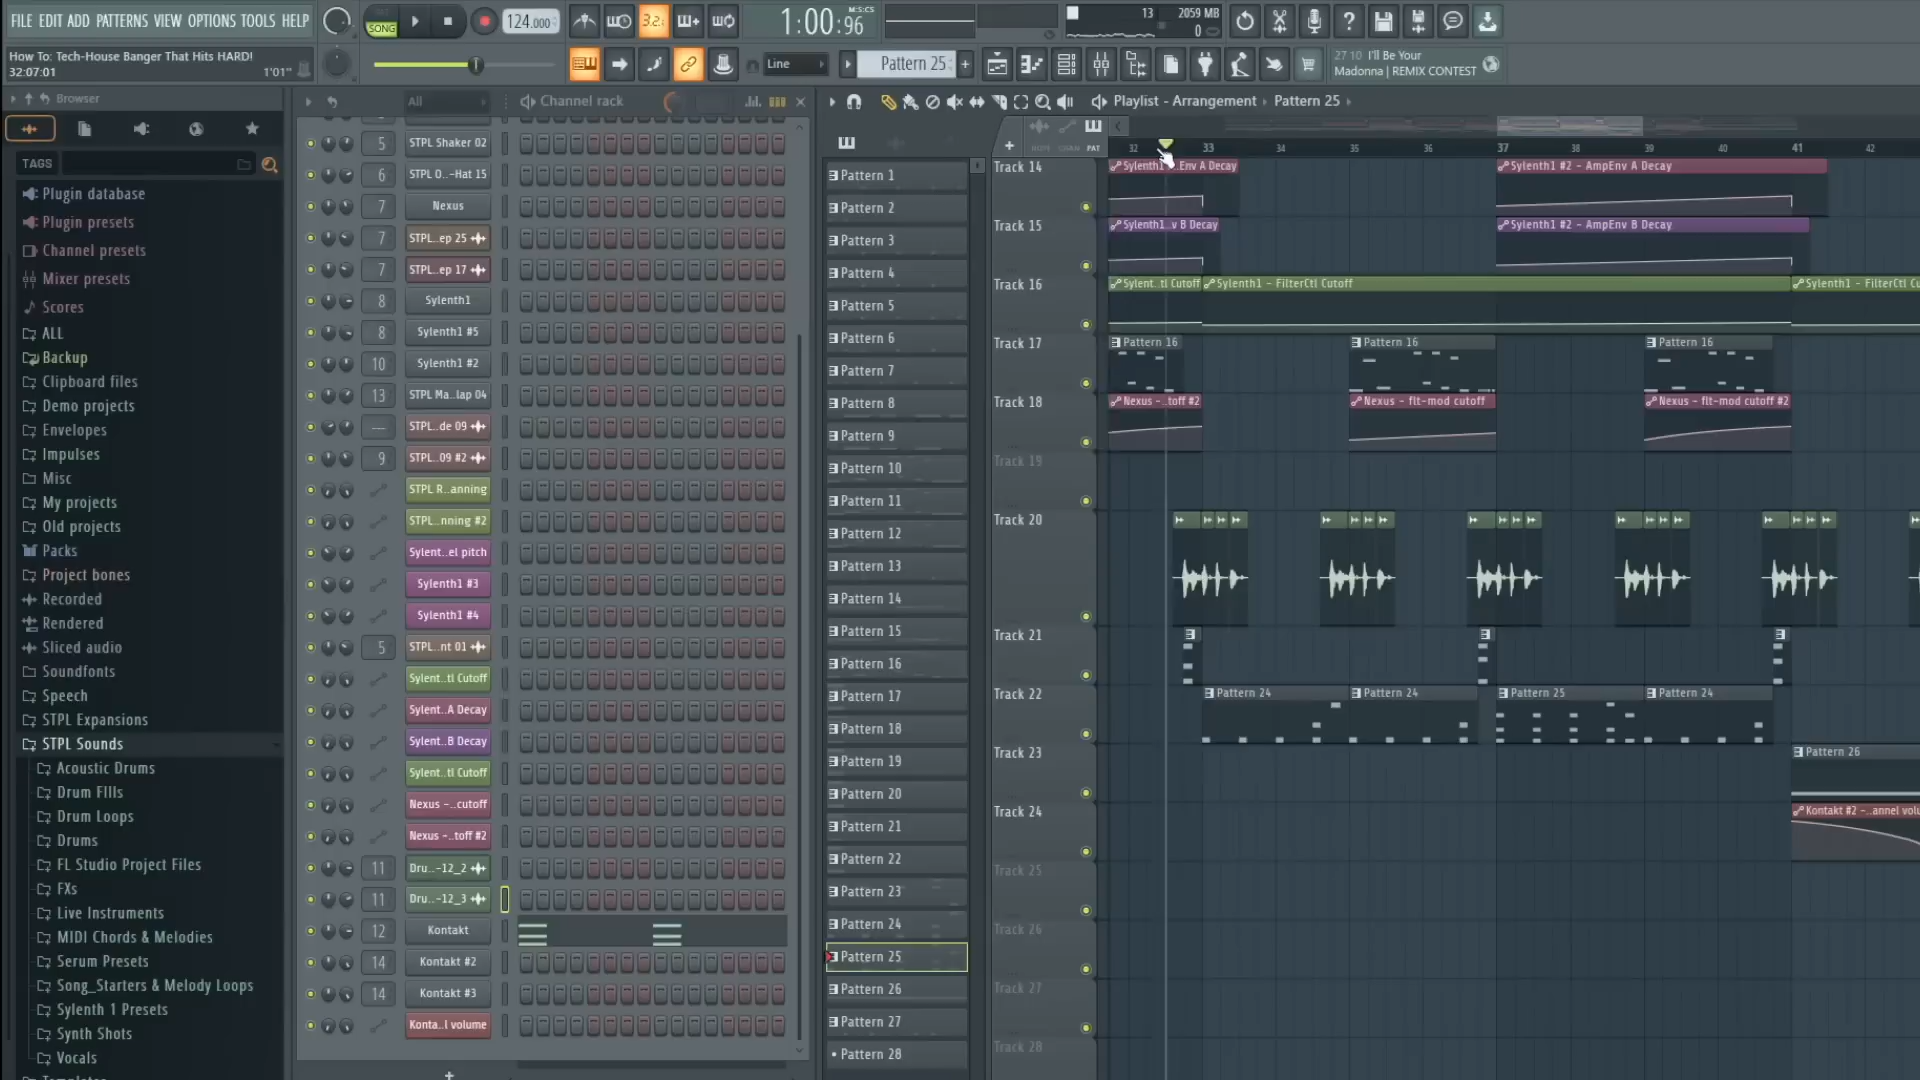 FILE EDIT ADD PATTERNS VIEW OPTIONS TOOLS HELP
SONG
124.000
3.2.
1:00:96
M:S:CS
13
2059 MB
0
How To: Tech-House Banger That Hits HARD!
32:07:01
1'01"
Line
Pattern 25
27 10 I'll Be Your
Madonna | REMIX CONTEST
Browser
TAGS
Plugin database
Plugin presets
Channel presets
Mixer presets
Scores
ALL
Backup
Clipboard files
Demo projects
Envelopes
Impulses
Misc
My projects
Old projects
Packs
Project bones
Recorded
Rendered
Sliced audio
Soundfonts
Speech
STPL Expansions
STPL Sounds
Acoustic Drums
Drum FIlls
Drum Loops
Drums
FL Studio Project Files
FXs
Live Instruments
MIDI Chords & Melodies
Serum Presets
Song_Starters & Melody Loops
Sylenth 1 Presets
Synth Shots
Vocals
All
Channel rack
5 STPL Shaker 02
6 STPL O..-Hat 15
7 Nexus
7 STPL..ep 25
7 STPL..ep 17
8 Sylenth1
8 Sylenth1 #5
10 Sylenth1 #2
13 STPL Ma..lap 04
--- STPL..de 09
9 STPL..09 #2
STPL R..anning
STPL...nning #2
Sylent..el pitch
Sylenth1 #3
Sylenth1 #4
5 STPL..nt 01
Sylent..tl Cutoff
Sylent..A Decay
Sylent..B Decay
Sylent..tl Cutoff
Nexus -..cutoff
Nexus -..toff #2
11 Dru..-12_2
11 Dru..-12_3
12 Kontakt
14 Kontakt #2
14 Kontakt #3
Konta..l volume
+
Playlist - Arrangement › Pattern 25 ›
NOTE CHAN PAT
Pattern 1
Pattern 2
Pattern 3
Pattern 4
Pattern 5
Pattern 6
Pattern 7
Pattern 8
Pattern 9
Pattern 10
Pattern 11
Pattern 12
Pattern 13
Pattern 14
Pattern 15
Pattern 16
Pattern 17
Pattern 18
Pattern 19
Pattern 20
Pattern 21
Pattern 22
Pattern 23
Pattern 24
Pattern 25
Pattern 26
Pattern 27
Pattern 28
32 33 34 35 36 37 38 39 40 41 42
Track 14
Sylenth1 ..Env A Decay
Sylenth1 #2 - AmpEnv A Decay
Track 15
Sylenth1..v B Decay
Sylenth1 #2 - AmpEnv B Decay
Track 16
Sylent..tl Cutoff
Sylenth1 - FilterCtl Cutoff
Sylenth1 - FilterCtl Cu
Track 17
Pattern 16
Pattern 16
Pattern 16
Track 18
Nexus -..toff #2
Nexus - flt-mod cutoff
Nexus - flt-mod cutoff #2
Track 19
Track 20
Track 21
Track 22
Pattern 24
Pattern 24
Pattern 25
Pattern 24
Track 23
Pattern 26
Track 24
Kontakt #2 -..annel volu
Track 25
Track 26
Track 27
Track 28